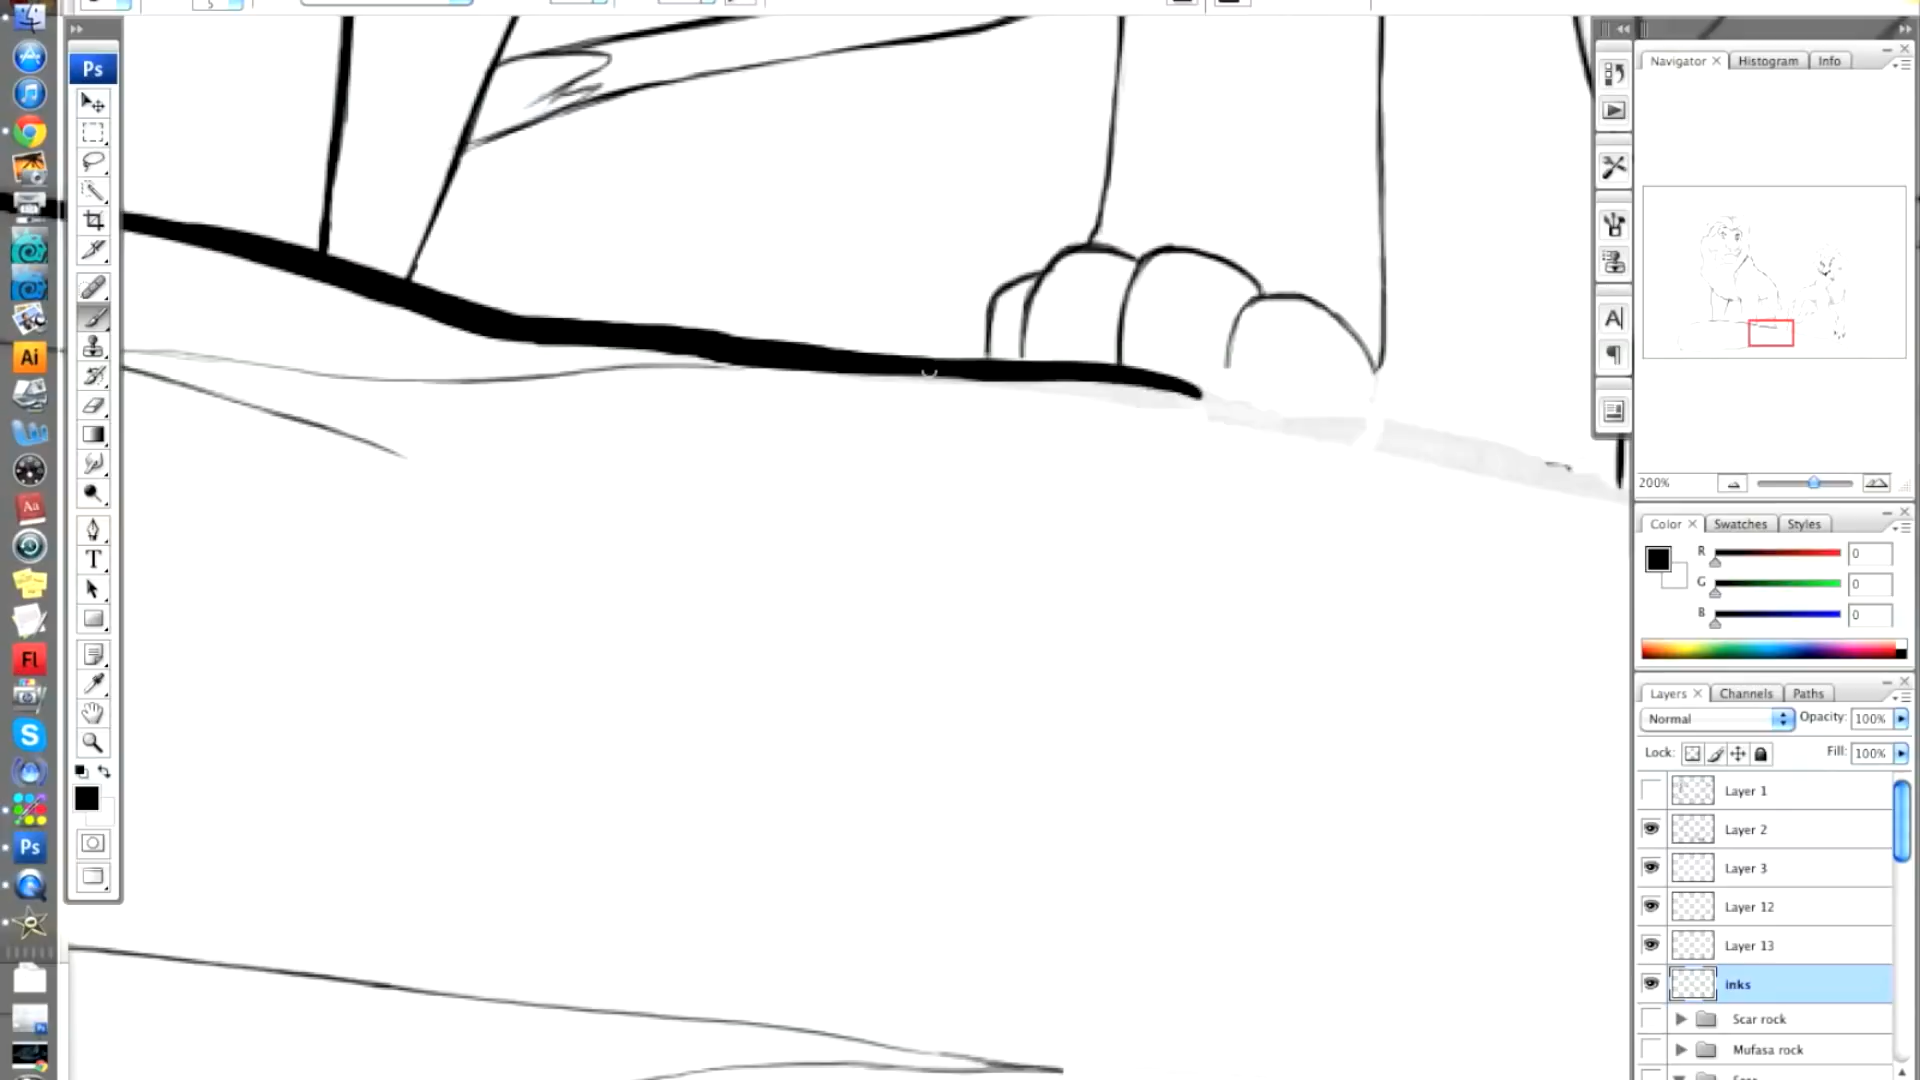 Ps
Navigator × Histogram Info
200%
Color × Swatches Styles
R 0
G 0
B 0
Layers × Channels Paths
Normal Opacity: 100%
Lock: Fill: 100%
Layer 1
Layer 2
Layer 3
Layer 12
Layer 13
inks
Scar rock
Mufasa rock
T
A
Ai
Aa
Fl
S
Ps